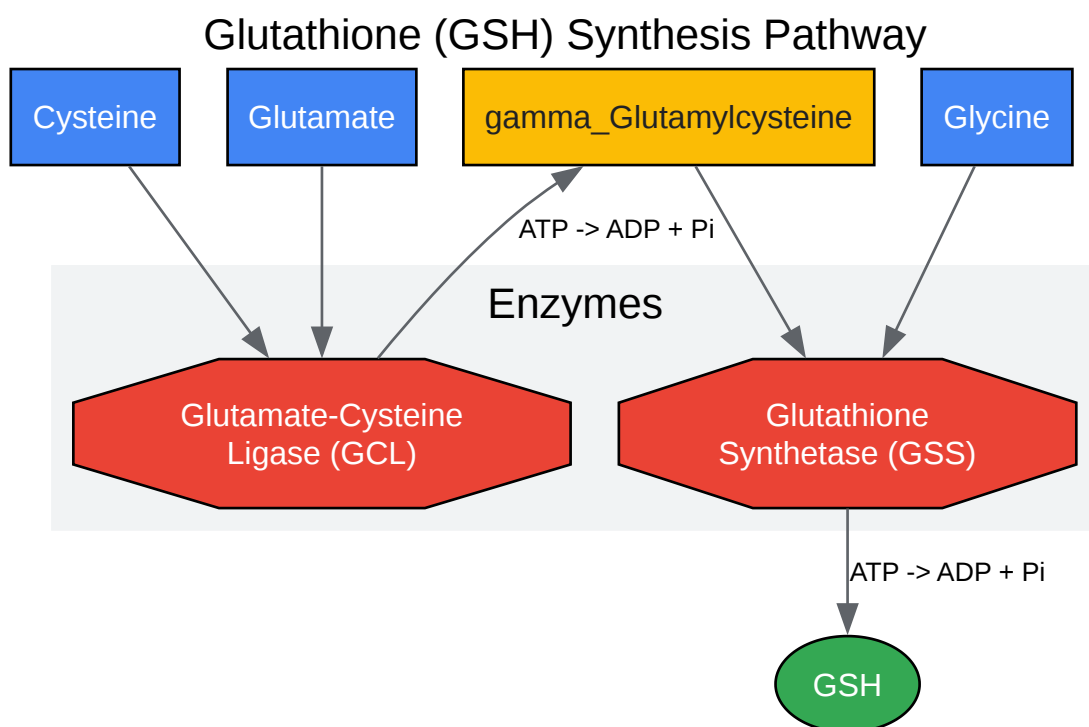 Glutathione (GSH) Synthesis Pathway
Cysteine
Glutamate
gamma_Glutamylcysteine
Glycine
ATP -> ADP + Pi
Enzymes
Glutamate-Cysteine
Ligase (GCL)
Glutathione
Synthetase (GSS)
ATP -> ADP + Pi
GSH